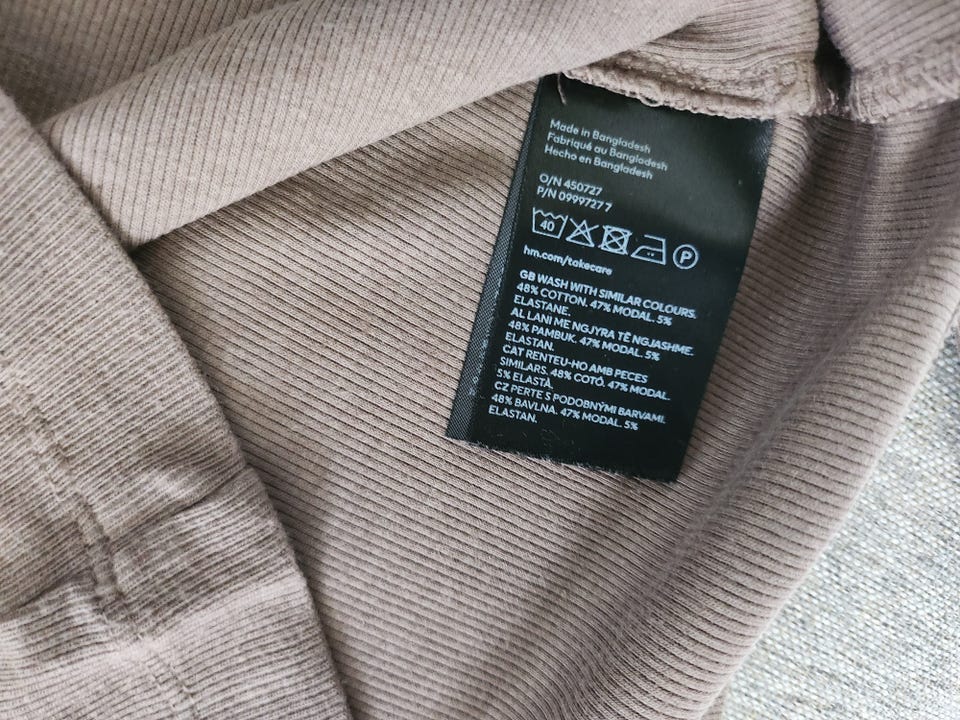 Made in Bangladesh
Fabriqué au Bangladesh
Hecho en Bangladesh
O/N 450727
P/N 0999727 7
40 P
hm.com/takecare
GB WASH WITH SIMILAR COLOURS.
48% COTTON. 47% MODAL. 5%
ELASTANE.
AL LANI ME NGJYRA TË NGJASHME.
48% PAMBUK. 47% MODAL. 5%
ELASTAN.
CAT RENTEU-HO AMB PECES
SIMILARS. 48% COTÓ. 47% MODAL.
5% ELASTÀ.
CZ PERTE S PODOBNÝMI BARVAMI.
48% BAVLNA. 47% MODAL. 5%
ELASTAN.